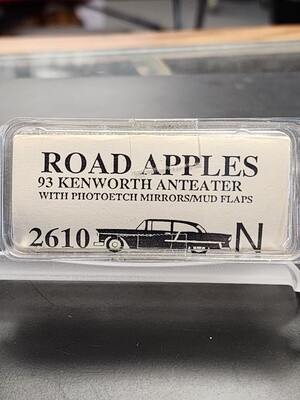 ROAD APPLES
93 KENWORTH ANTEATER
WITH PHOTOETCH MIRRORS/MUD FLAPS
2610 N